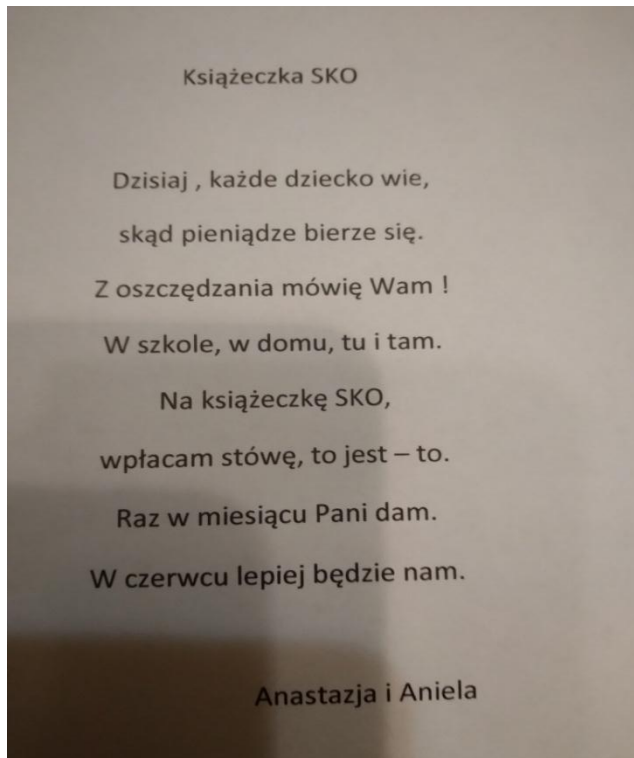 Książeczka SKO
Dzisiaj , każde dziecko wie,
skąd pieniądze bierze się.
Z oszczędzania mówię Wam !
W szkole, w domu, tu i tam.
Na książeczkę SKO,
wpłacam stówę, to jest – to.
Raz w miesiącu Pani dam.
W czerwcu lepiej będzie nam.
Anastazja i Aniela